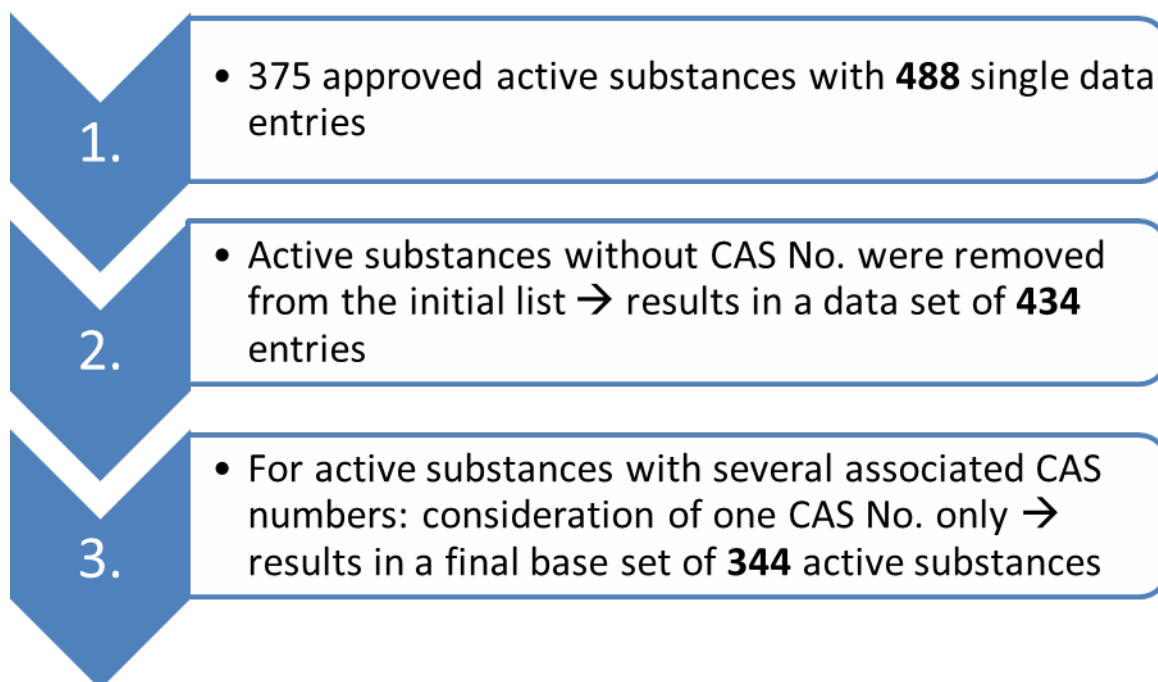 1.
• 375 approved active substances with 488 single data
entries
2.
• Active substances without CAS No. were removed
from the initial list → results in a data set of 434
entries
3.
• For active substances with several associated CAS
numbers: consideration of one CAS No. only →
results in a final base set of 344 active substances